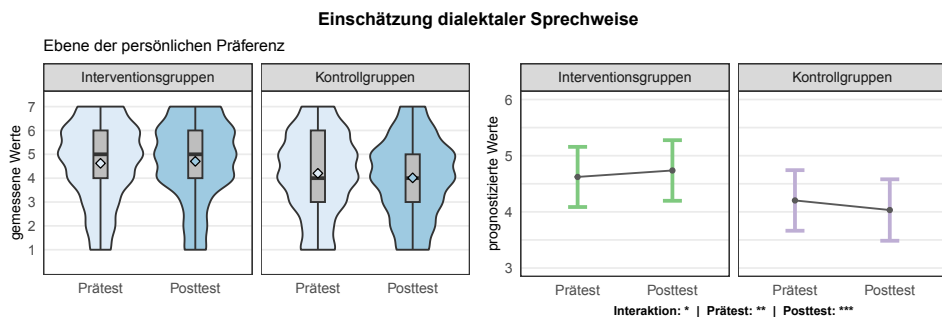 Einschätzung dialektaler Sprechweise
Ebene der persönlichen Präferenz
Interventionsgruppen
Kontrollgruppen
gemessene Werte
7
6
5
4
3
2
1
Prätest
Posttest
Prätest
Posttest
Interventionsgruppen
Kontrollgruppen
prognostizierte Werte
6
5
4
3
Prätest
Posttest
Prätest
Posttest
Interaktion: * | Prätest: ** | Posttest: ***